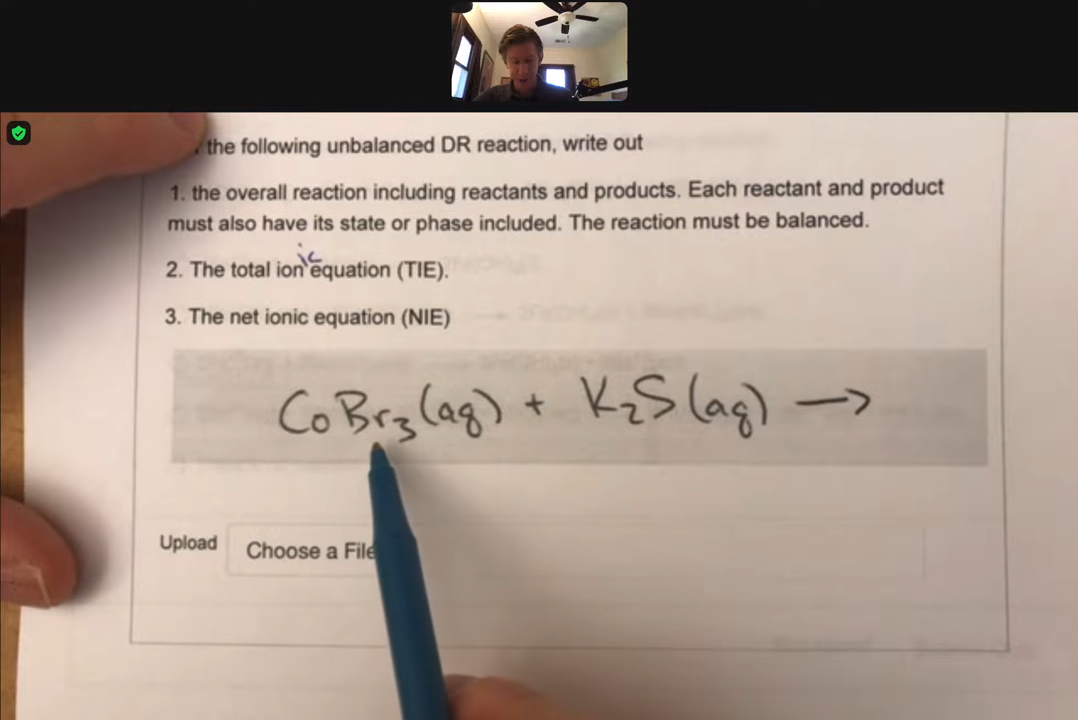 the following unbalanced DR reaction, write out
1. the overall reaction including reactants and products. Each reactant and product
must also have its state or phase included. The reaction must be balanced.
2. The total ionic equation (TIE).
3. The net ionic equation (NIE)
CoBr₃(aq) + K₂S(aq) →
Upload Choose a File